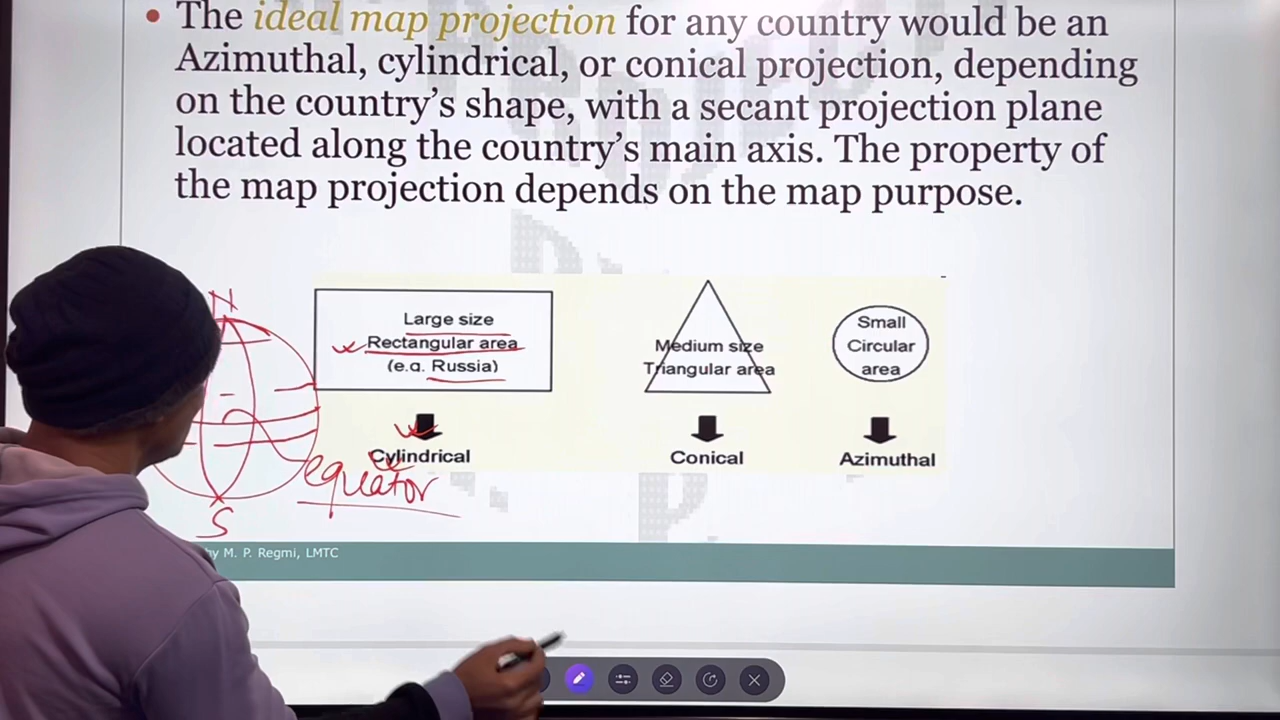 • The ideal map projection for any country would be an
Azimuthal, cylindrical, or conical projection, depending
on the country's shape, with a secant projection plane
located along the country's main axis. The property of
the map projection depends on the map purpose.
N
Large size
Rectangular area
(e.g. Russia)
Medium size
Triangular area
Small
Circular
area
Cylindrical
Conical
Azimuthal
equator
S
by M. P. Regmi, LMTC